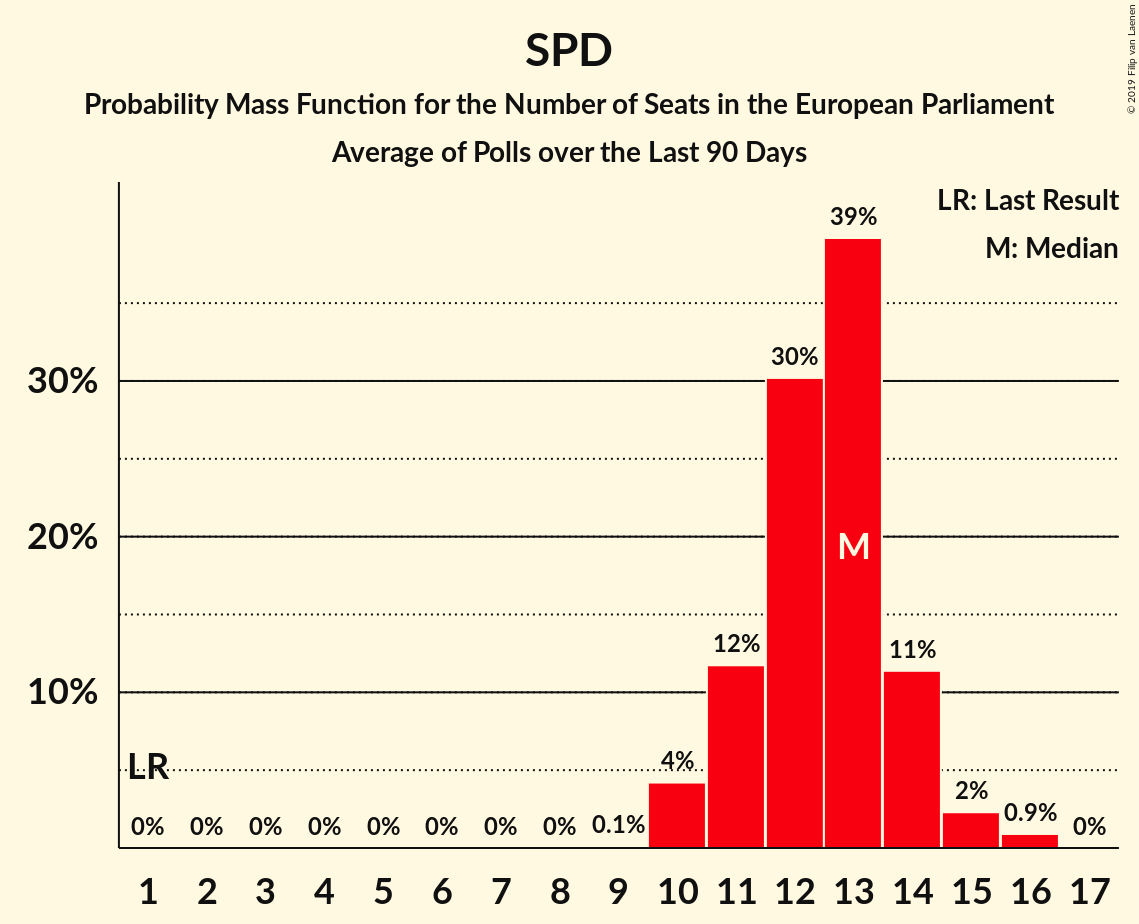 SPD
Probability Mass Function for the Number of Seats in the European Parliament
Average of Polls over the Last 90 Days
© 2019 Filip van Laenen
LR: Last Result
M: Median
39%
30%
30%
20%
M
12%
11%
10%
LR
4%
2%
0% 0% 0% 0% 0% 0% 0% 0% 0.1% 0.9% 0%
1 2 3 4 5 6 7 8 9 10 11 12 13 14 15 16 17